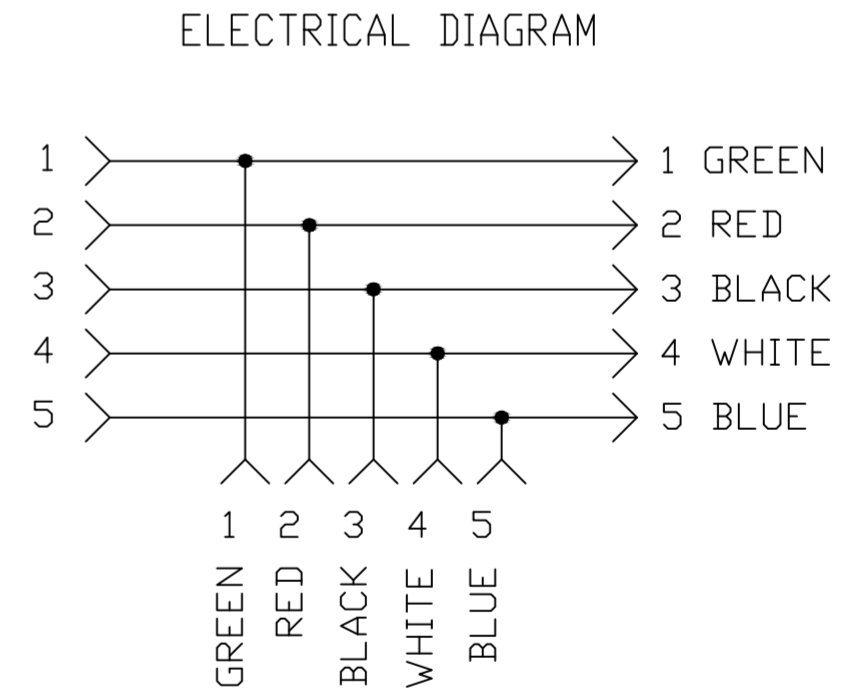 ELECTRICAL DIAGRAM
1 1 GREEN
2 2 RED
3 3 BLACK
4 4 WHITE
5 5 BLUE
1 2 3 4 5
GREEN
RED
BLACK
WHITE
BLUE